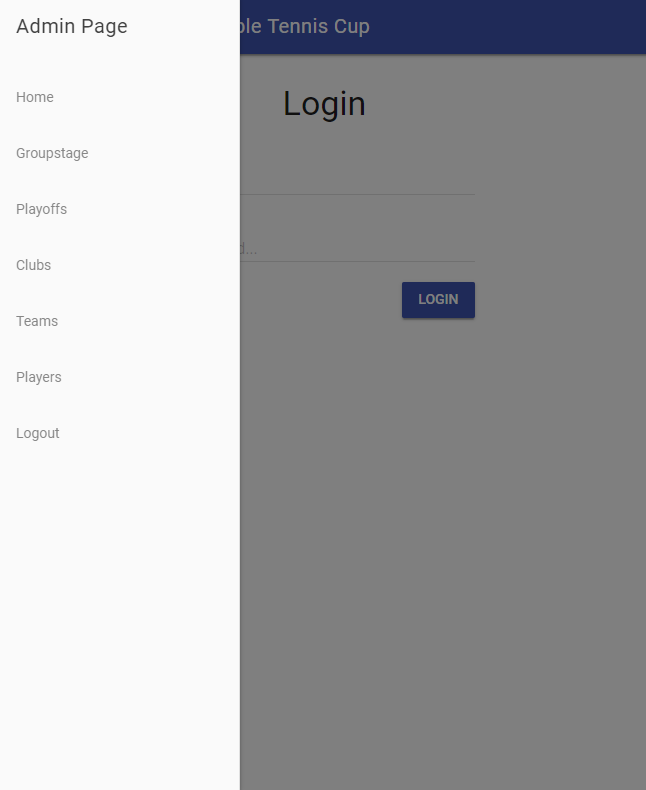 Admin Page
ble Tennis Cup
Login
Home
Groupstage
Playoffs
d...
Clubs
LOGIN
Teams
Players
Logout